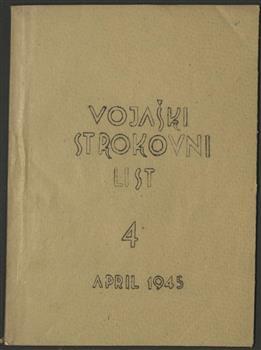 VOJAŠKI
STROKOVNI
LIST
4
APRIL 1945